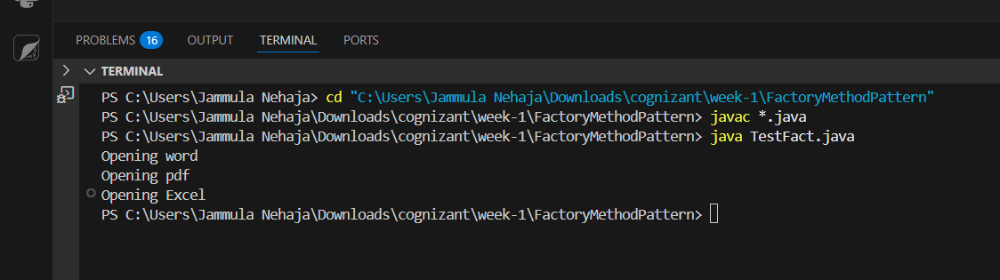 PROBLEMS 16 OUTPUT TERMINAL PORTS
TERMINAL
PS C:\Users\Jammula Nehaja> cd "C:\Users\Jammula Nehaja\Downloads\cognizant\week-1\FactoryMethodPattern"
PS C:\Users\Jammula Nehaja\Downloads\cognizant\week-1\FactoryMethodPattern> javac *.java
PS C:\Users\Jammula Nehaja\Downloads\cognizant\week-1\FactoryMethodPattern> java TestFact.java
Opening word
Opening pdf
Opening Excel
PS C:\Users\Jammula Nehaja\Downloads\cognizant\week-1\FactoryMethodPattern>